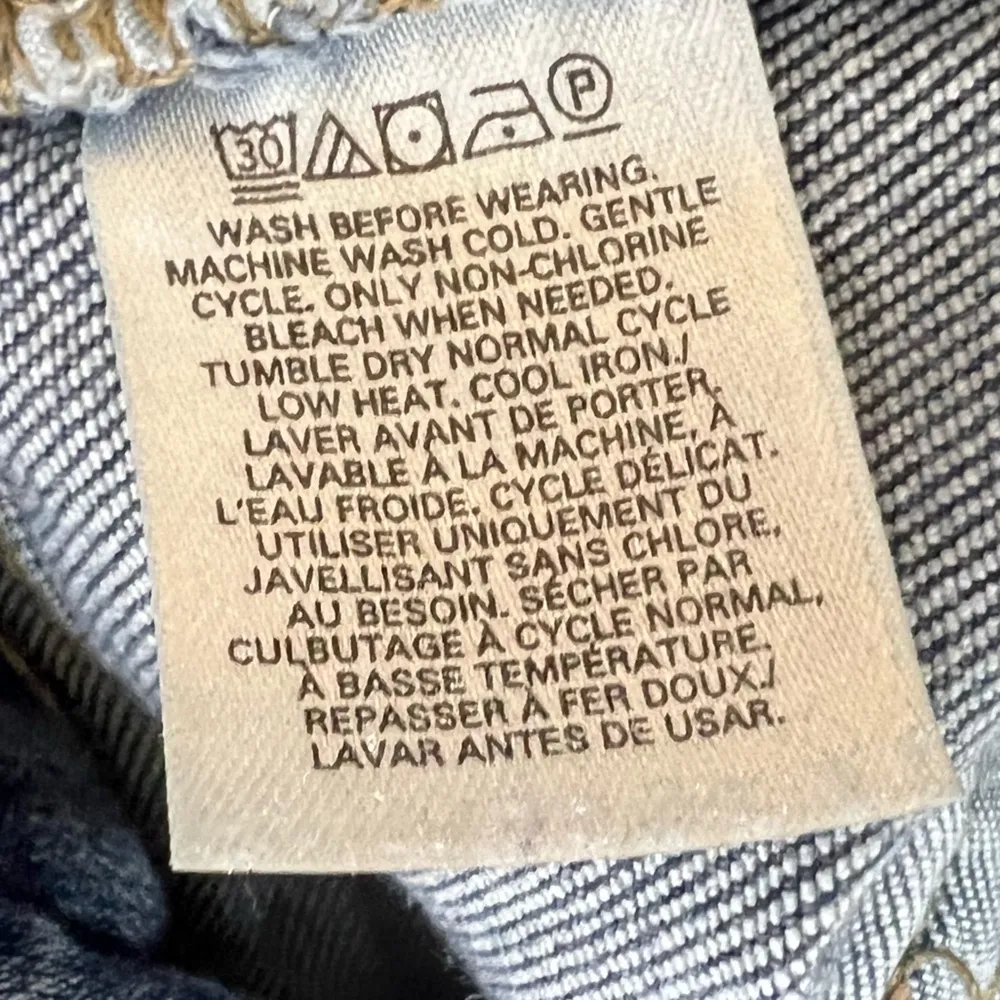 30 P
WASH BEFORE WEARING.
MACHINE WASH COLD. GENTLE
CYCLE. ONLY NON-CHLORINE
BLEACH WHEN NEEDED.
TUMBLE DRY NORMAL CYCLE
LOW HEAT. COOL IRON./
LAVER AVANT DE PORTER.
LAVABLE À LA MACHINE, À
L'EAU FROIDE. CYCLE DÉLICAT.
UTILISER UNIQUEMENT DU
JAVELLISANT SANS CHLORE,
AU BESOIN. SÉCHER PAR
CULBUTAGE À CYCLE NORMAL,
À BASSE TEMPÉRATURE.
REPASSER À FER DOUX./
LAVAR ANTES DE USAR.